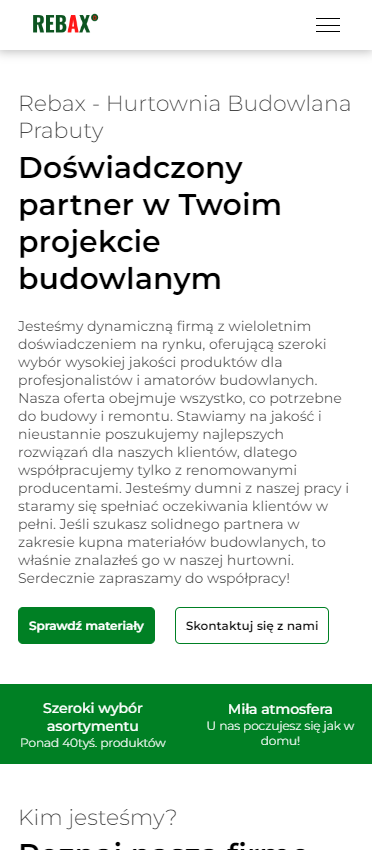 REBAX
Rebax - Hurtownia Budowlana
Prabuty
Doświadczony
partner w Twoim
projekcie
budowlanym
Jesteśmy dynamiczną firmą z wieloletnim
doświadczeniem na rynku, oferującą szeroki
wybór wysokiej jakości produktów dla
profesjonalistów i amatorów budowlanych.
Nasza oferta obejmuje wszystko, co potrzebne
do budowy i remontu. Stawiamy na jakość i
nieustannie poszukujemy najlepszych
rozwiązań dla naszych klientów, dlatego
współpracujemy tylko z renomowanymi
producentami. Jesteśmy dumni z naszej pracy i
staramy się spełniać oczekiwania klientów w
pełni. Jeśli szukasz solidnego partnera w
zakresie kupna materiałów budowlanych, to
właśnie znalazłeś go w naszej hurtowni.
Serdecznie zapraszamy do współpracy!
Sprawdź materiały
Skontaktuj się z nami
Szeroki wybór
asortymentu
Ponad 40tyś. produktów
Miła atmosfera
U nas poczujesz się jak w
domu!
Kim jesteśmy?
Poznaj naszą firmę